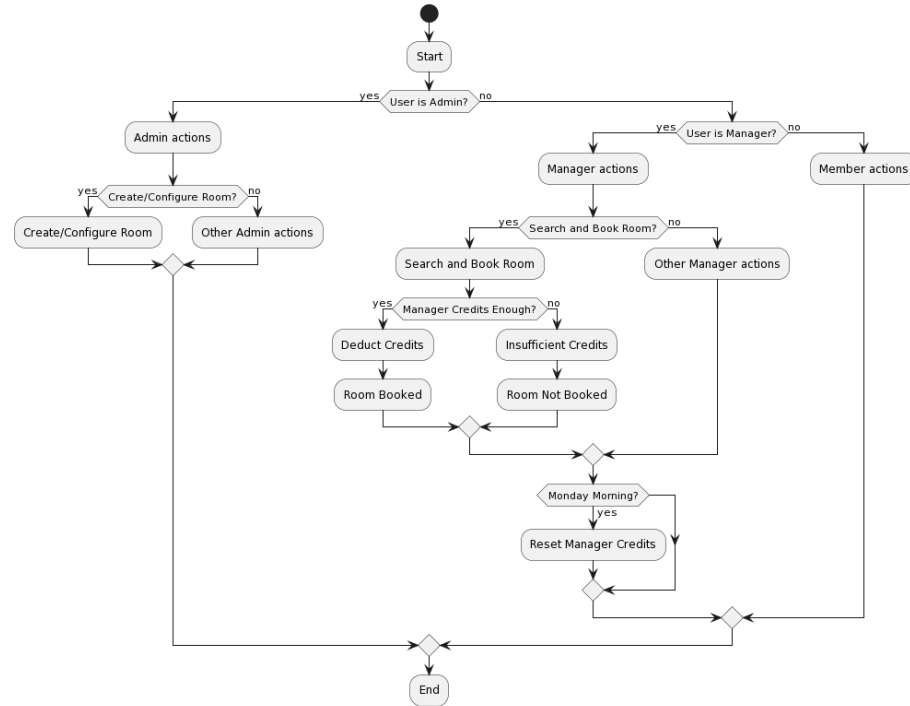 Start
yes
User is Admin?
no
Admin actions
yes
User is Manager?
no
Manager actions
Member actions
yes
Create/Configure Room?
no
Create/Configure Room
Other Admin actions
yes
Search and Book Room?
no
Search and Book Room
Other Manager actions
yes
Manager Credits Enough?
no
Deduct Credits
Insufficient Credits
Room Booked
Room Not Booked
Monday Morning?
yes
Reset Manager Credits
End